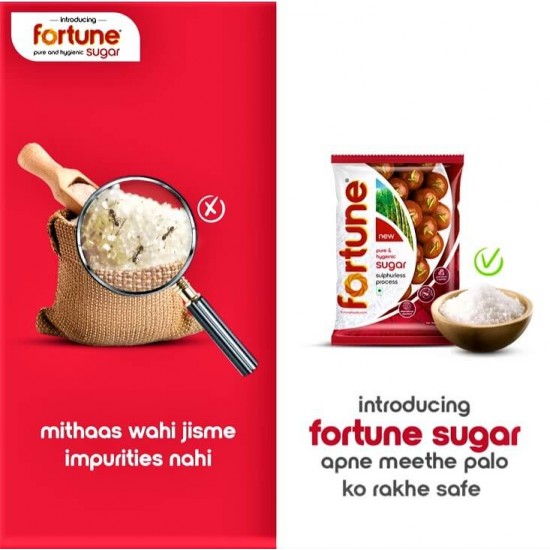 introducing
fortune
pure and hygienic sugar
mithaas wahi jisme
impurities nahi
fortune
new
pure &
hygienic
sugar
sulphurless
process
introducing
fortune sugar
apne meethe palo
ko rakhe safe